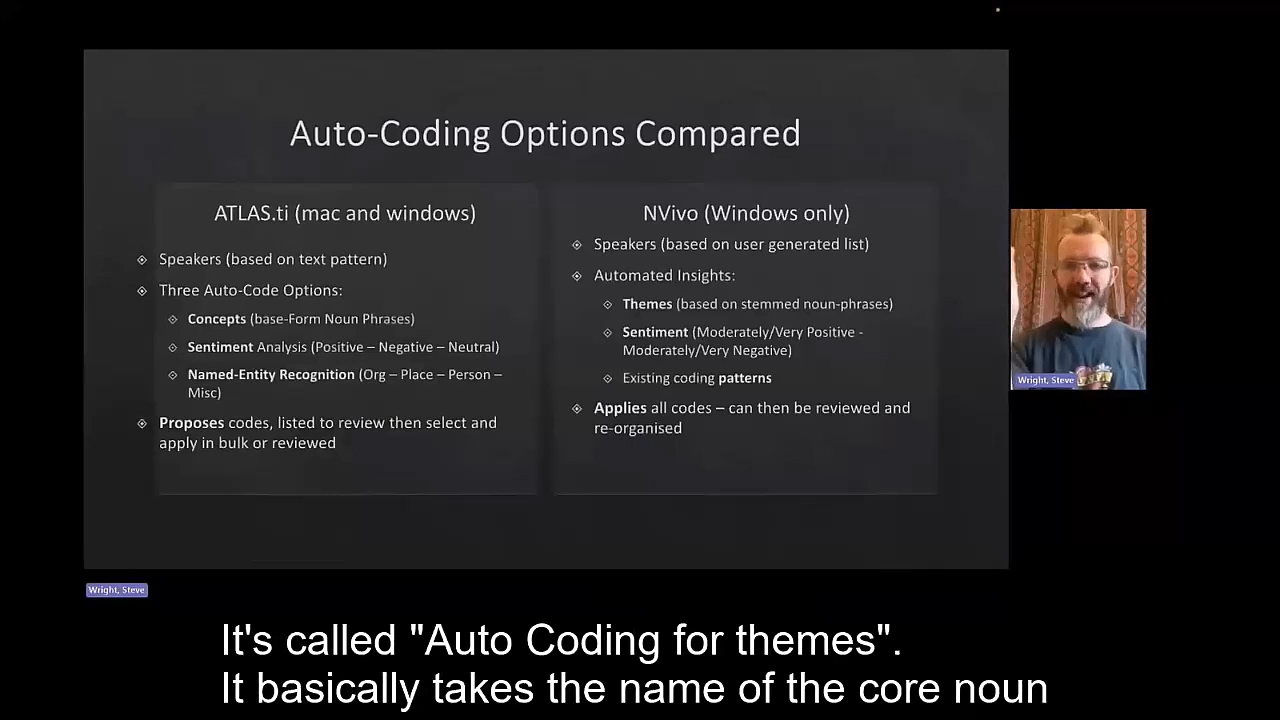 Auto-Coding Options Compared
ATLAS.ti (mac and windows)
Speakers (based on text pattern)
Three Auto-Code Options:
Concepts (base-Form Noun Phrases)
Sentiment Analysis (Positive – Negative – Neutral)
Named-Entity Recognition (Org – Place – Person –
Misc)
Proposes codes, listed to review then select and
apply in bulk or reviewed
NVivo (Windows only)
Speakers (based on user generated list)
Automated Insights:
Themes (based on stemmed noun-phrases)
Sentiment (Moderately/Very Positive -
Moderately/Very Negative)
Existing coding patterns
Applies all codes – can then be reviewed and
re-organised
Wright, Steve
Wright, Steve
It's called "Auto Coding for themes".
It basically takes the name of the core noun